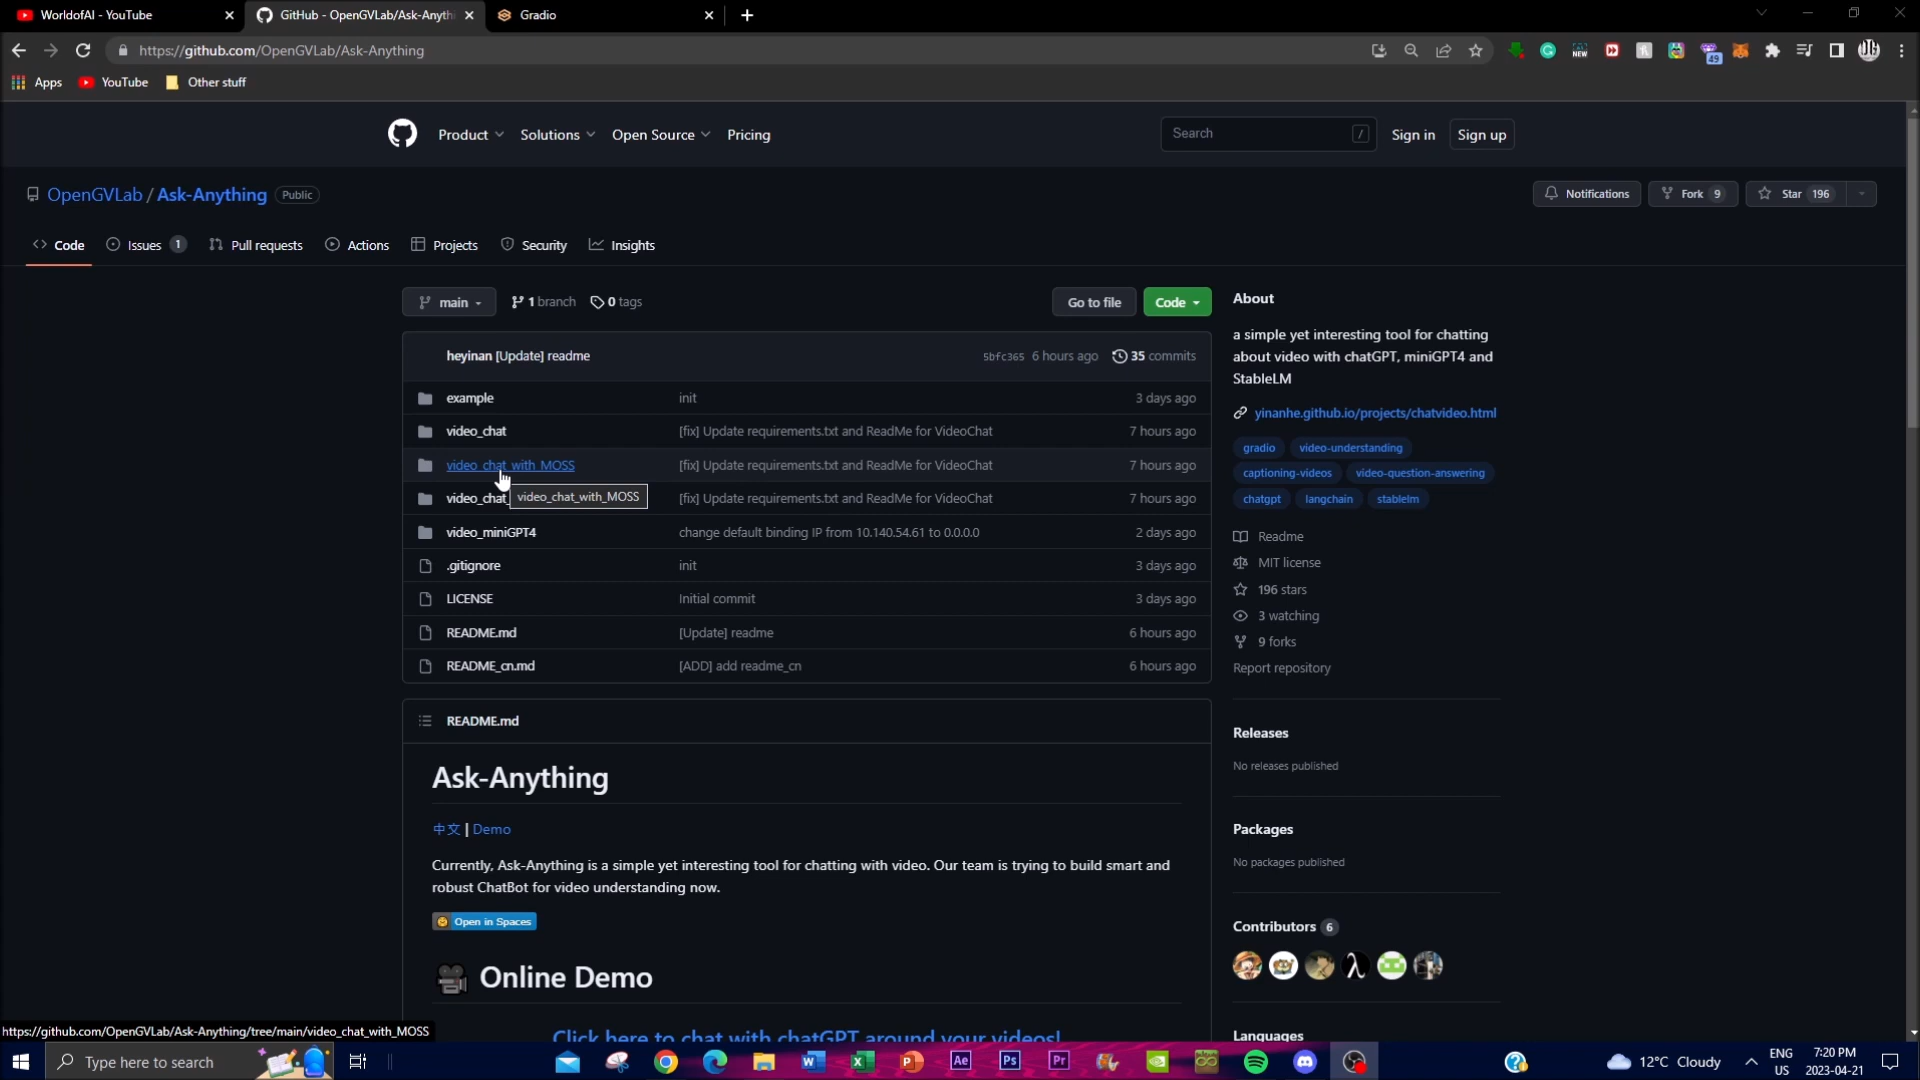 WorldofAI - YouTube
GitHub - OpenGVLab/Ask-Anythi
Gradio
https://github.com/OpenGVLab/Ask-Anything
NEW
49
Apps
YouTube
Other stuff
Product
Solutions
Open Source
Pricing
Search
/
Sign in
Sign up
OpenGVLab / Ask-Anything
Public
Notifications
Fork 9
Star 196
Code
Issues 1
Pull requests
Actions
Projects
Security
Insights
main
1 branch
0 tags
Go to file
Code
heyinan [Update] readme
5bfc365 6 hours ago
35 commits
example
init
3 days ago
video_chat
[fix] Update requirements.txt and ReadMe for VideoChat
7 hours ago
video_chat_with_MOSS
[fix] Update requirements.txt and ReadMe for VideoChat
7 hours ago
video_chat_
video_chat_with_MOSS
[fix] Update requirements.txt and ReadMe for VideoChat
7 hours ago
video_miniGPT4
change default binding IP from 10.140.54.61 to 0.0.0.0
2 days ago
.gitignore
init
3 days ago
LICENSE
Initial commit
3 days ago
README.md
[Update] readme
6 hours ago
README_cn.md
[ADD] add readme_cn
6 hours ago
README.md
Ask-Anything
中文 | Demo
Currently, Ask-Anything is a simple yet interesting tool for chatting with video. Our team is trying to build smart and
robust ChatBot for video understanding now.
Open in Spaces
Online Demo
Click here to chat with chatGPT around your videos!
About
a simple yet interesting tool for chatting
about video with chatGPT, miniGPT4 and
StableLM
yinanhe.github.io/projects/chatvideo.html
gradio
video-understanding
captioning-videos
video-question-answering
chatgpt
langchain
stablelm
Readme
MIT license
196 stars
3 watching
9 forks
Report repository
Releases
No releases published
Packages
No packages published
Contributors 6
Languages
https://github.com/OpenGVLab/Ask-Anything/tree/main/video_chat_with_MOSS
Type here to search
Ae
Ps
Pr
12°C Cloudy
ENG
US
7:20 PM
2023-04-21